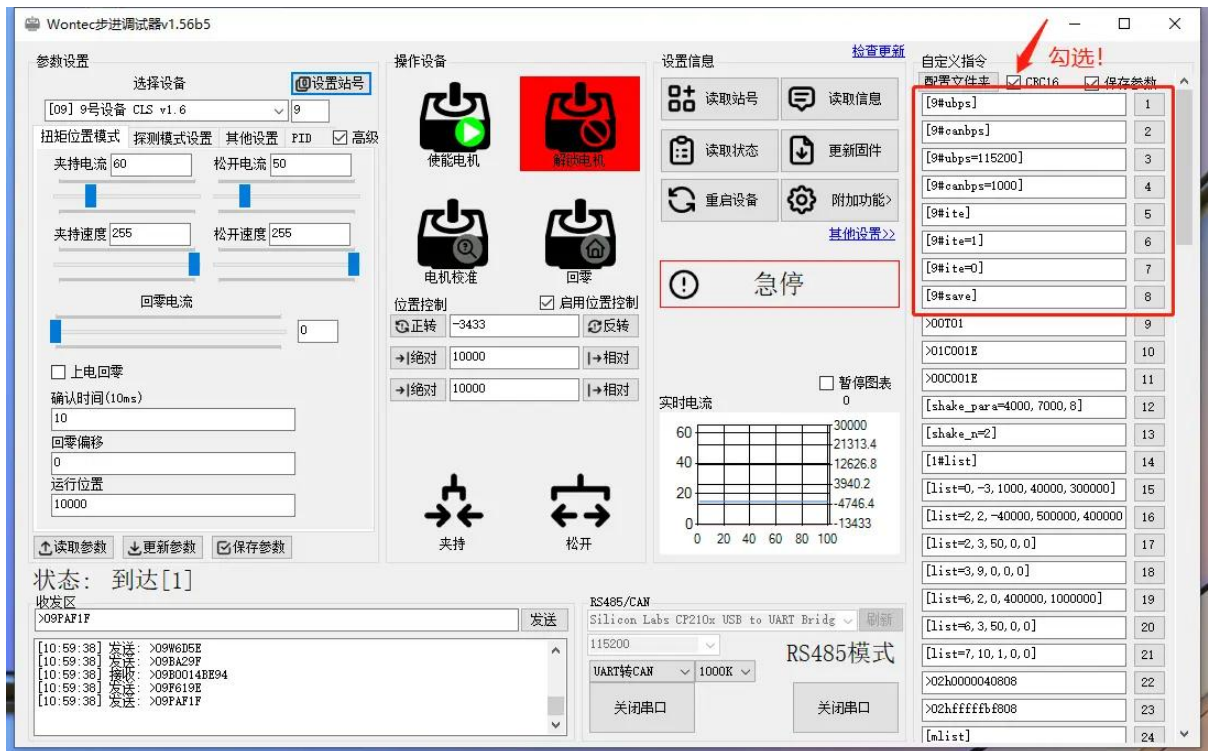 Wontec步进调试器v1.56b5
参数设置
选择设备
设置站号
[09] 9号设备 CLS v1.6
9
扭矩位置模式 探测模式设置 其他设置 PID 高级
夹持电流 60 松开电流 50
夹持速度 255 松开速度 255
回零电流
0
上电回零
确认时间(10ms)
10
回零偏移
0
运行位置
10000
读取参数 更新参数 保存参数
操作设备
使能电机 解锁电机
电机校准 回零
位置控制 启用位置控制
正转 -3433 反转
绝对 10000 相对
绝对 10000 相对
夹持 松开
设置信息
检查更新
读取站号 读取信息
读取状态 更新固件
重启设备 附加功能>
其他设置>>
急停
暂停图表
实时电流 0
60
40
20
0
30000
21313.4
12626.8
3940.2
-4746.4
-13433
0 20 40 60 80 100
自定义指令
勾选!
配置文件夹 CRC16 保存参数
[9#ubps] 1
[9#canbps] 2
[9#ubps=115200] 3
[9#canbps=1000] 4
[9#ite] 5
[9#ite=1] 6
[9#ite=0] 7
[9#save] 8
>00T01 9
>01C001E 10
>00C001E 11
[shake_para=4000,7000,8] 12
[shake_n=2] 13
[1#list] 14
[list=0,-3,1000,40000,300000] 15
[list=2,2,-40000,500000,400000 16
[list=2,3,50,0,0] 17
[list=3,9,0,0,0] 18
[list=6,2,0,400000,1000000] 19
[list=6,3,50,0,0] 20
[list=7,10,1,0,0] 21
>02h0000040808 22
>02hfffffbf808 23
[mlist] 24
状态: 到达[1]
收发区
>09PAF1F 发送
[10:59:38] 发送: >09W6D5E
[10:59:38] 发送: >09BA29F
[10:59:38] 接收: >09B0014BE94
[10:59:38] 发送: >09F619E
[10:59:38] 发送: >09PAF1F
RS485/CAN
Silicon Labs CP210x USB to UART Bridg 刷新
115200
RS485模式
UART转CAN 1000K
关闭串口 关闭串口